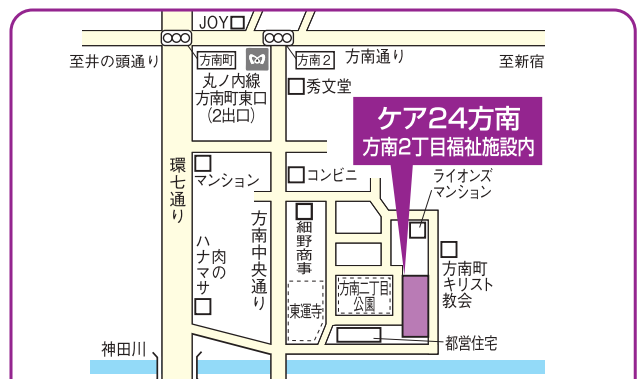 JOY
方南町
方南2
方南通り
至井の頭通り
至新宿
丸ノ内線
方南町東口
(2出口)
秀文堂
ケア24方南
方南2丁目福祉施設内
環七通り
マンション
コンビニ
ライオンズ
マンション
方南中央通り
細野商事
肉の
ハナマサ
方南町
キリスト
教会
東運寺
方南二丁目
公園
都営住宅
神田川